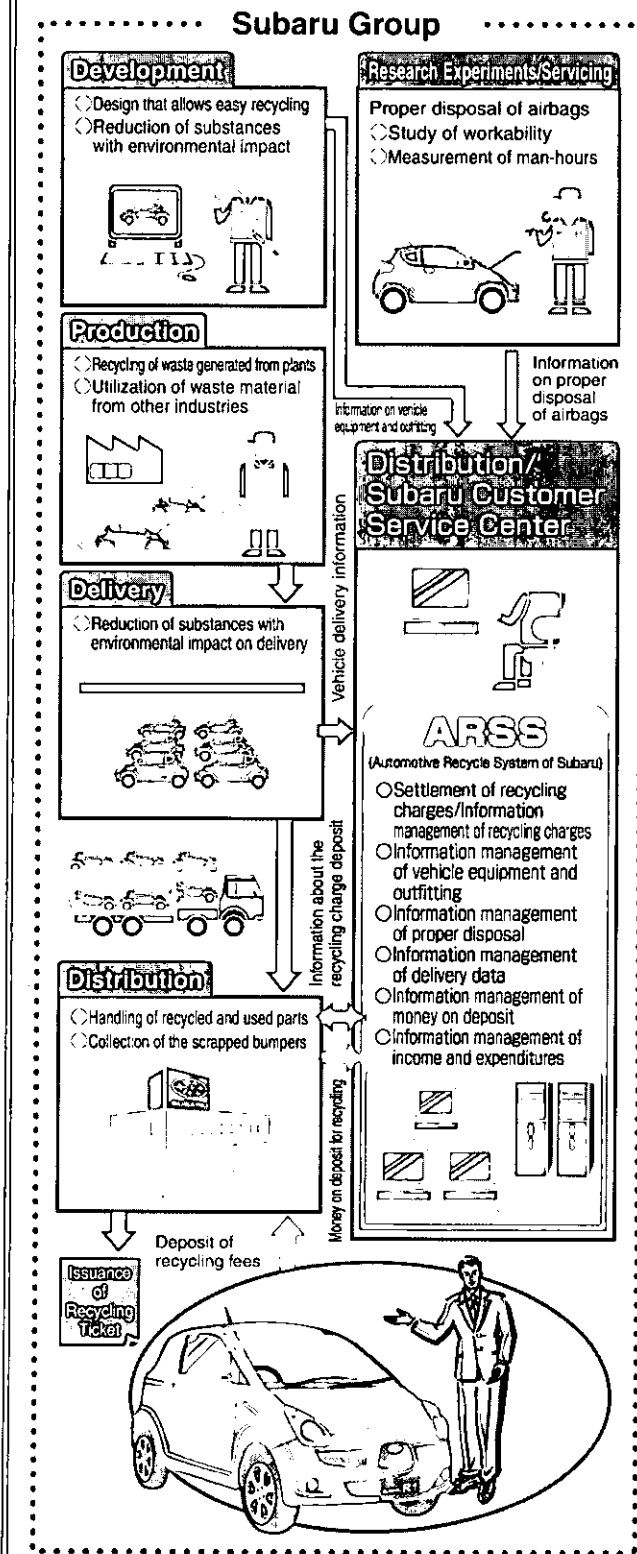 Subaru Group
Development
Design that allows easy recycling
Reduction of substances
with environmental impact
Research Experiments/Servicing
Proper disposal of airbags
Study of workability
Measurement of man-hours
Production
Recycling of waste generated from plants
Utilization of waste material
from other industries
Information on vehicle
equipment and outfitting
Information
on proper
disposal
of airbags
Delivery
Reduction of substances with
environmental impact on delivery
Vehicle delivery information
Distribution/
Subaru Customer
Service Center
ARSS
(Automotive Recycle System of Subaru)
Settlement of recycling
charges/Information
management of recycling charges
Information management
of vehicle equipment and
outfitting
Information management
of proper disposal
Information management
of delivery data
Information management of
money on deposit
Information management of
income and expenditures
Information about the
recycling charge deposit
Distribution
Handling of recycled and used parts
Collection of the scrapped bumpers
Money on deposit for recycling
Deposit of
recycling fees
Issuance
of
Recycling
Ticket